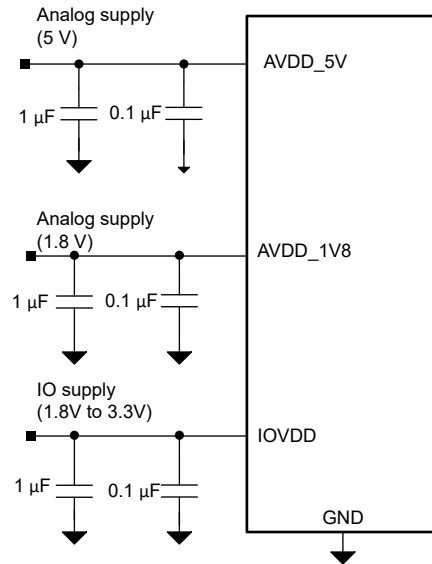 Analog supply
(5 V)
AVDD_5V
1 µF
0.1 µF
Analog supply
(1.8 V)
AVDD_1V8
1 µF
0.1 µF
IO supply
(1.8V to 3.3V)
IOVDD
1 µF
0.1 µF
GND